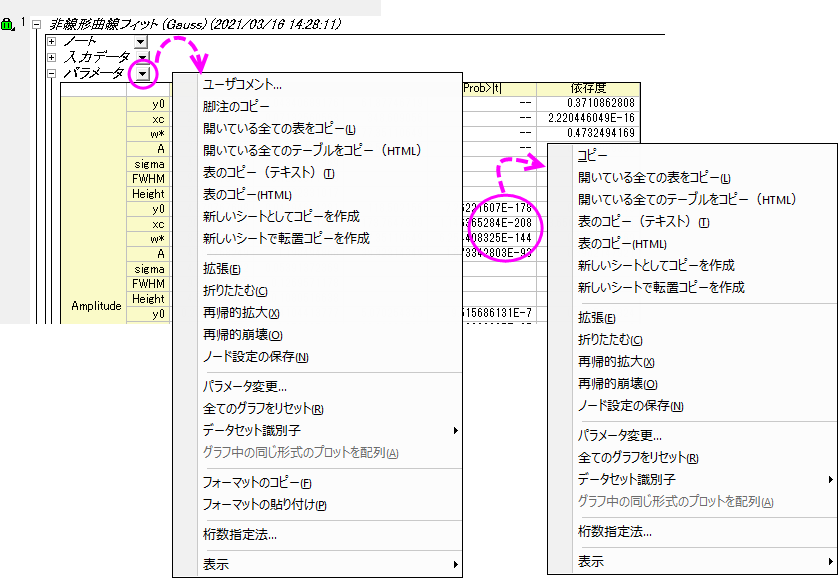 1
非線形曲線フィット (Gauss) (2021/03/16 14:28:11)
ノート
入力データ
パラメータ
Prob>|t| 依存度
y0 -- 0.3710862808
xc -- 2.220446049E-16
w* -- 0.4732494169
A --
sigma
FWHM
Height
y0 5221607E-178
xc 5365284E-208
w* 5408325E-144
A 73342803E-93
sigma
FWHM
Height
Amplitude
y0 515686131E-7
ユーザコメント...
脚注のコピー
開いている全ての表をコピー(L)
開いている全てのテーブルをコピー（HTML）
表のコピー（テキスト）(T)
表のコピー(HTML)
新しいシートとしてコピーを作成
新しいシートで転置コピーを作成
拡張(E)
折りたたむ(C)
再帰的拡大(X)
再帰的崩壊(O)
ノード設定の保存(N)
パラメータ変更...
全てのグラフをリセット(R)
データセット識別子
グラフ中の同じ形式のプロットを配列(A)
フォーマットのコピー(F)
フォーマットの貼り付け(P)
桁数指定法...
表示
コピー
開いている全ての表をコピー(L)
開いている全てのテーブルをコピー（HTML）
表のコピー（テキスト）(T)
表のコピー(HTML)
新しいシートとしてコピーを作成
新しいシートで転置コピーを作成
拡張(E)
折りたたむ(C)
再帰的拡大(X)
再帰的崩壊(O)
ノード設定の保存(N)
パラメータ変更...
全てのグラフをリセット(R)
データセット識別子
グラフ中の同じ形式のプロットを配列(A)
桁数指定法...
表示